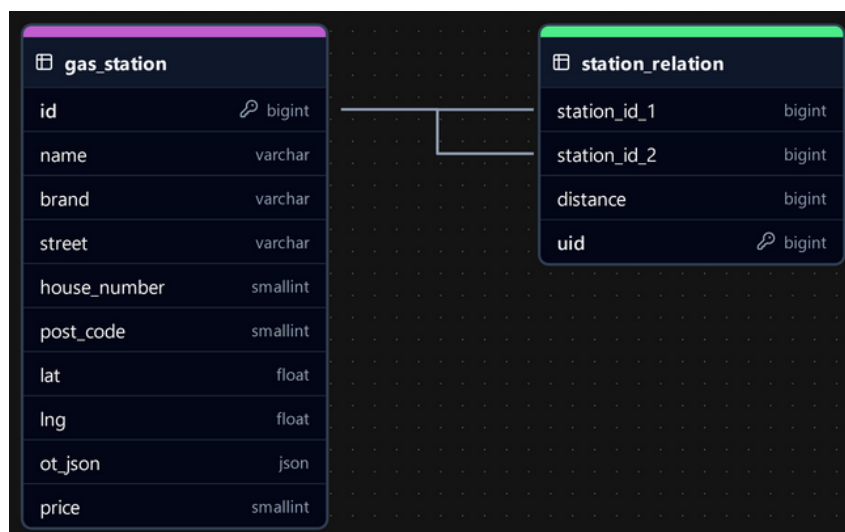 gas_station
id bigint
name varchar
brand varchar
street varchar
house_number smallint
post_code smallint
lat float
lng float
ot_json json
price smallint
station_relation
station_id_1 bigint
station_id_2 bigint
distance bigint
uid bigint